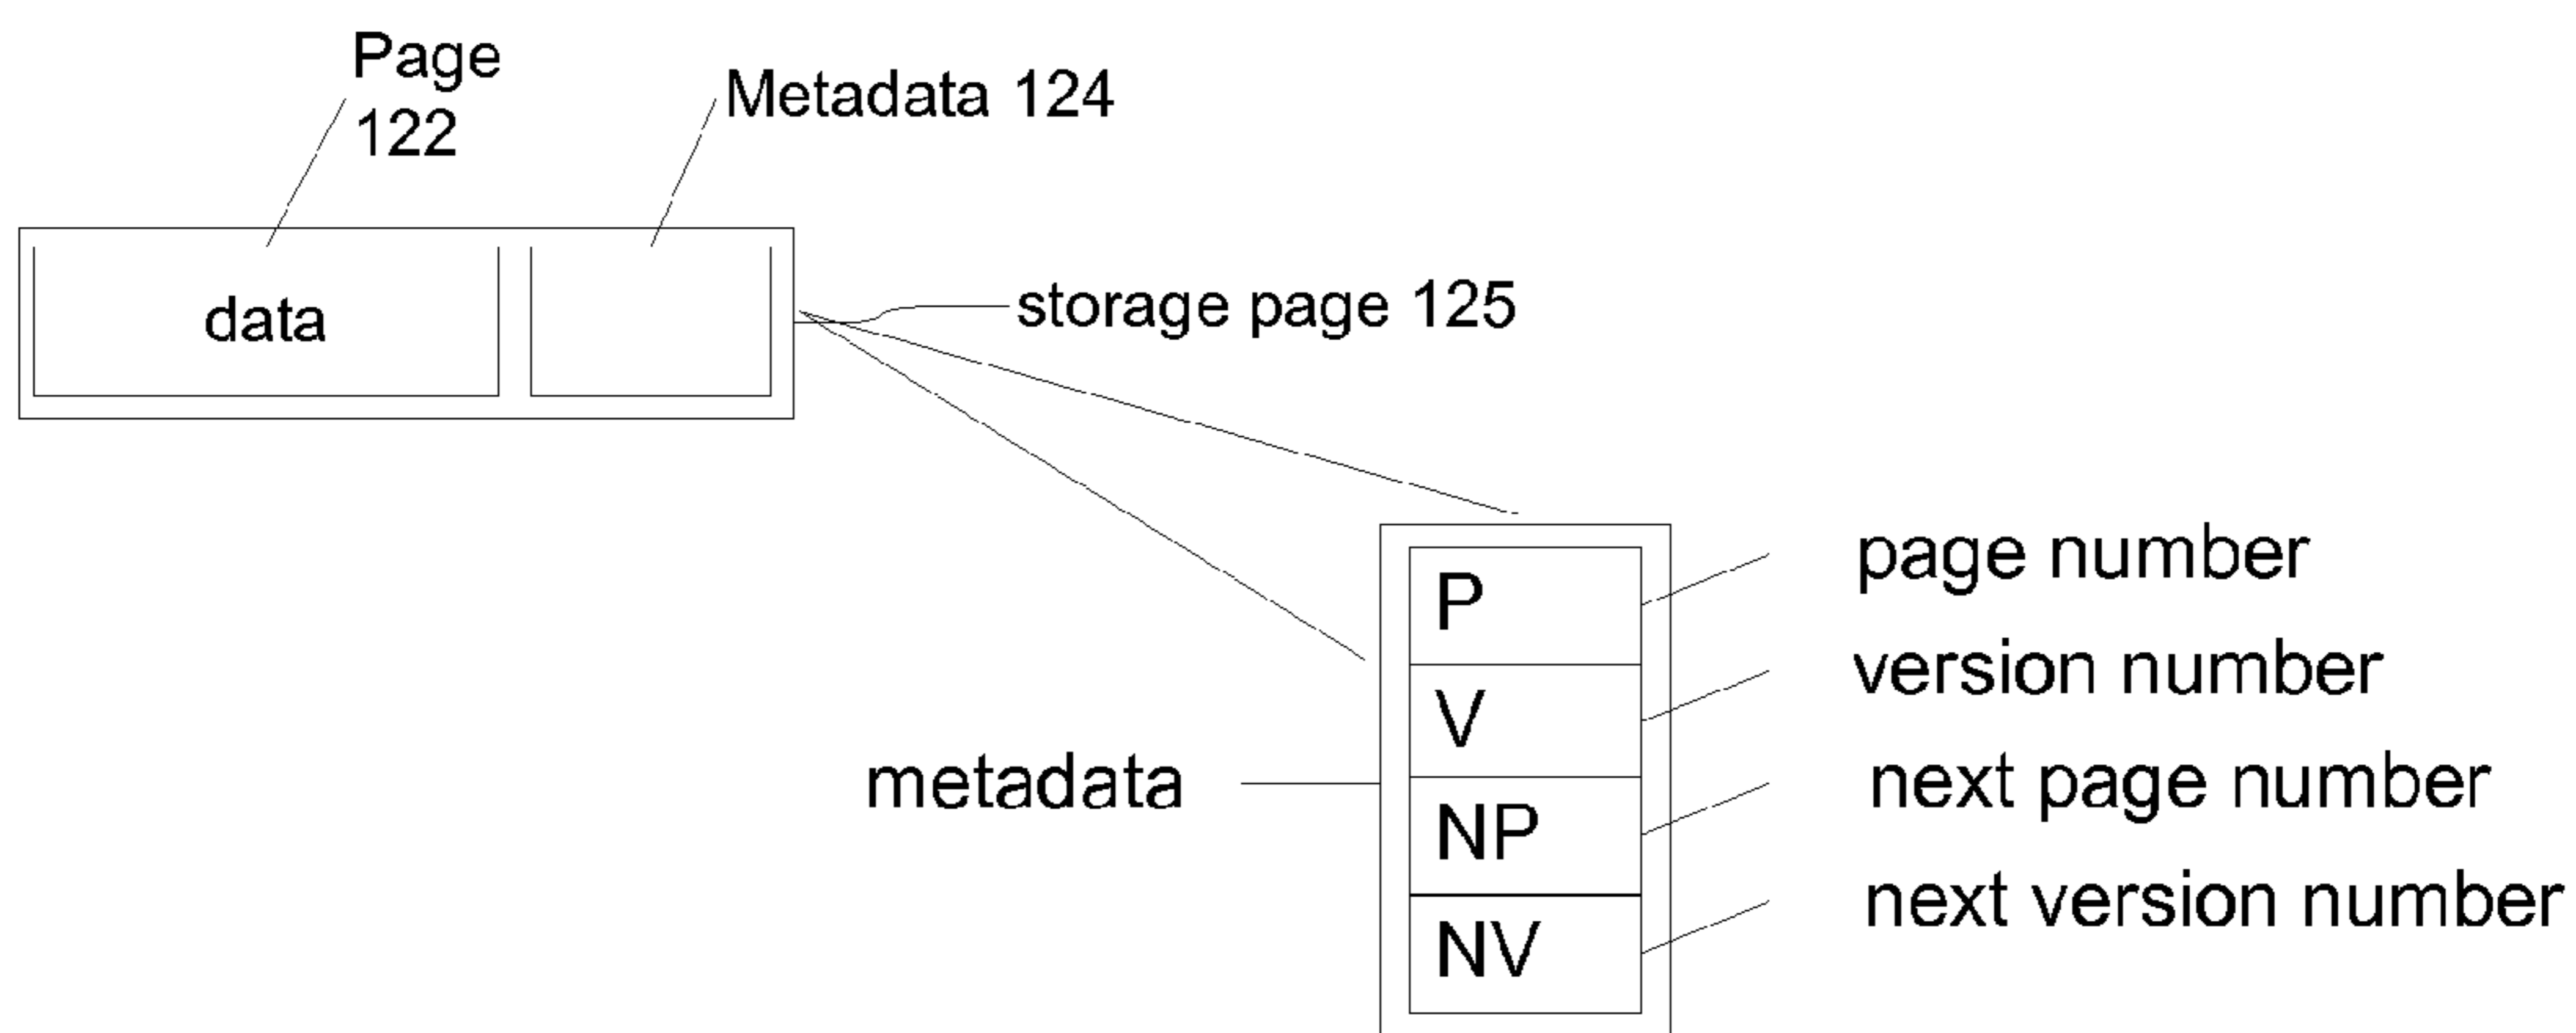 Page
122
Metadata 124
data
storage page 125
P
page number
V
version number
metadata
NP
next page number
NV
next version number